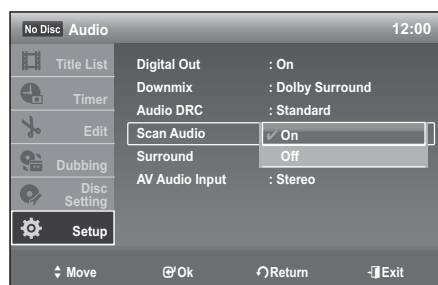 No Disc Audio 12:00
Title List
Timer
Edit
Dubbing
Disc
Setting
Setup
Digital Out : On
Downmix : Dolby Surround
Audio DRC : Standard
Scan Audio ✔ On
Surround Off
AV Audio Input : Stereo
Move Ok Return Exit